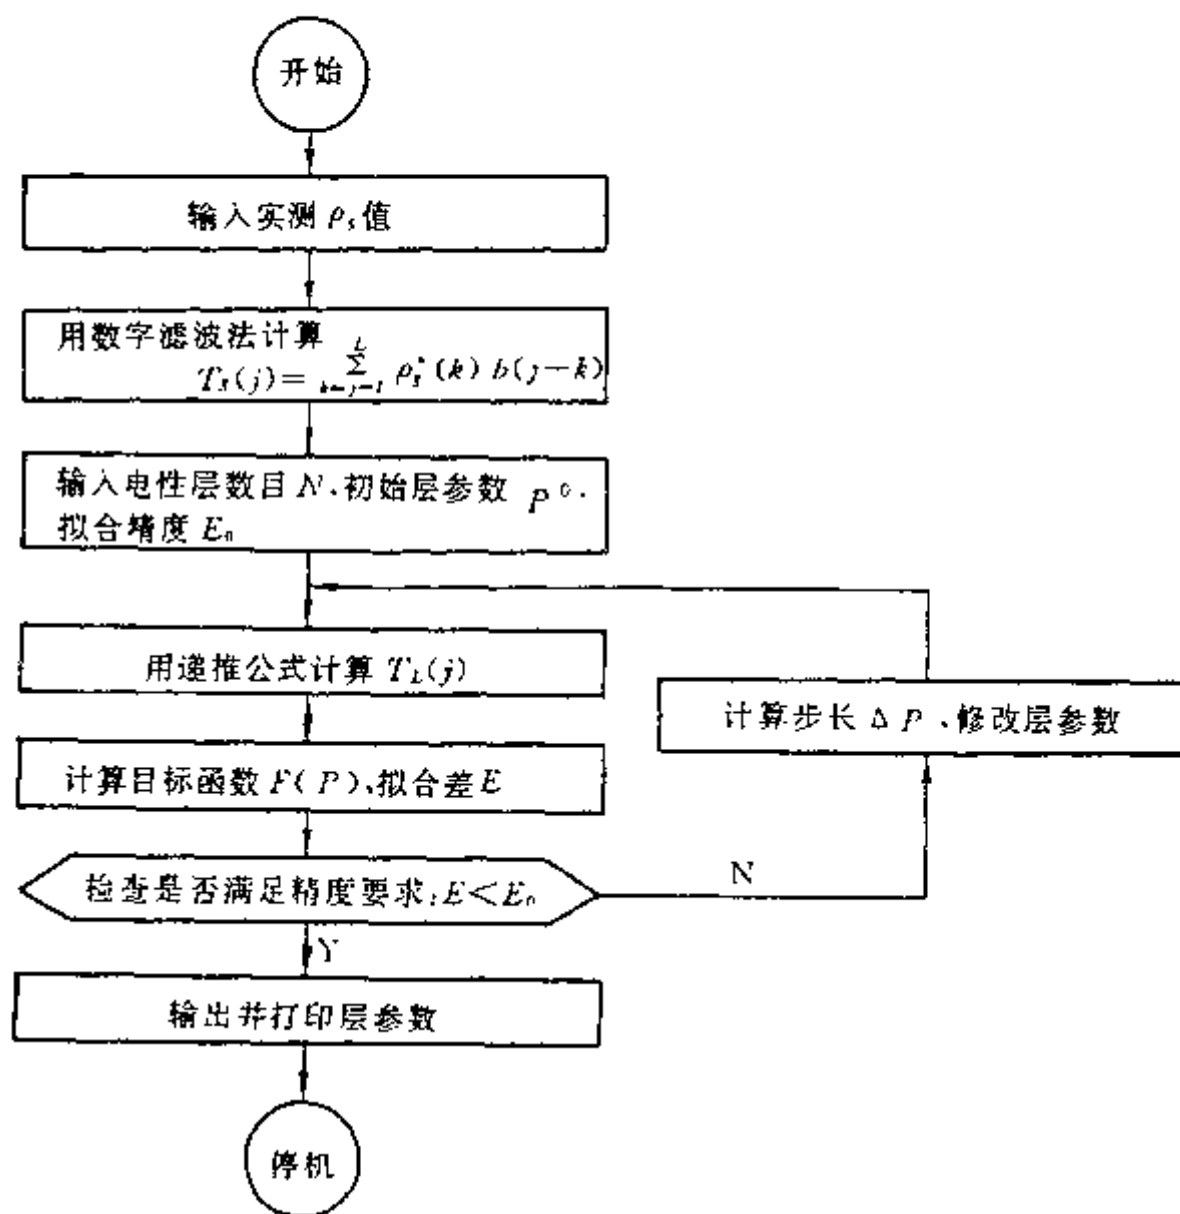 开始
输入实测 ρs 值
用数字滤波法计算
Ts(j)=∑ ρs*(k) b(j-k)
输入电性层数目 N、初始层参数 P⁰、
拟合精度 E₀
用递推公式计算 TL(j)
计算步长 ΔP、修改层参数
计算目标函数 F(P)、拟合差 E
检查是否满足精度要求:E<E₀
N
Y
输出并打印层参数
停机